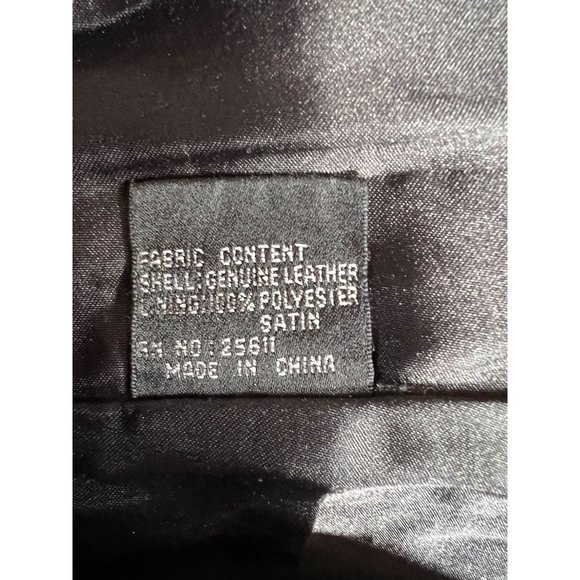 FABRIC CONTENT
SHELL:GENUINE LEATHER
LINING:100% POLYESTER
SATIN
RN NO:25611
MADE IN CHINA